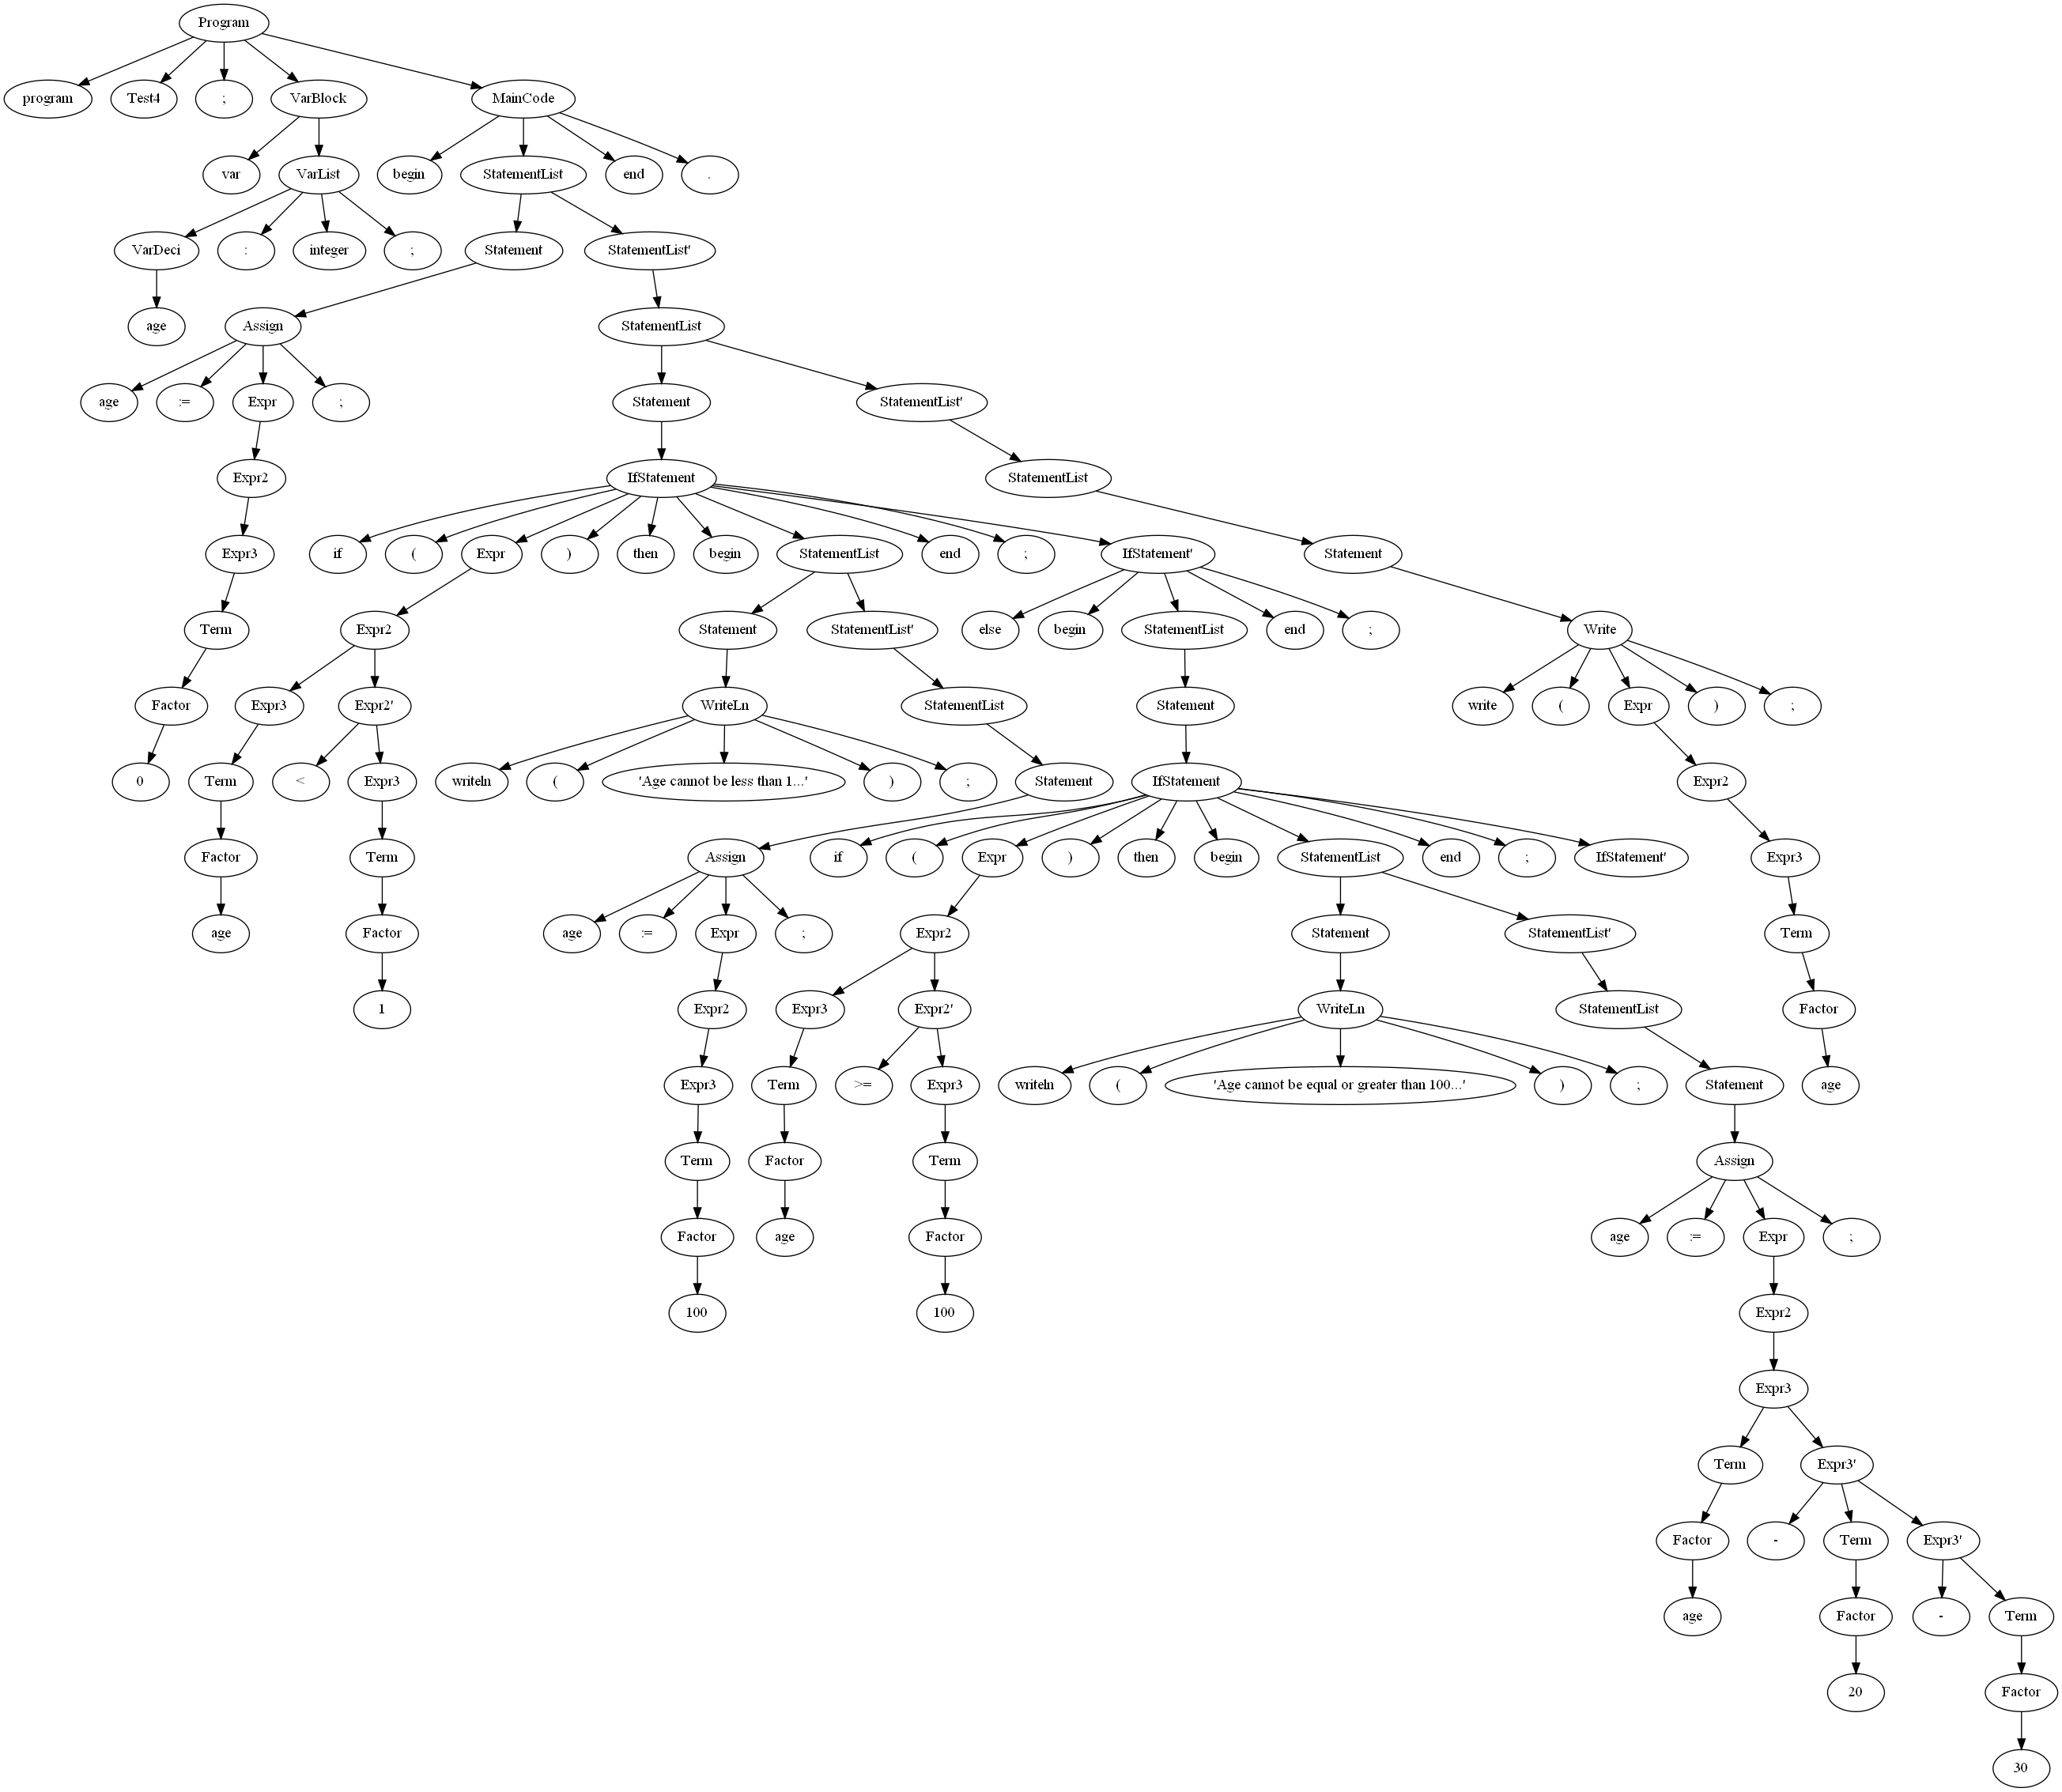 Program
program Test4 ; VarBlock MainCode
var VarList begin StatementList end .
VarDeci : integer ; Statement StatementList'
age Assign StatementList
age := Expr ; Statement StatementList'
Expr2 IfStatement StatementList
Expr3 if ( Expr ) then begin StatementList end ; IfStatement' Statement
Term Expr2 Statement StatementList' else begin StatementList end ; Write
Factor Expr3 Expr2' WriteLn StatementList Statement write ( Expr ) ;
0 Term < Expr3 writeln ( 'Age cannot be less than 1...' ) ; Statement IfStatement Expr2
Factor Term Assign if ( Expr ) then begin StatementList end ; IfStatement' Expr3
age Factor age := Expr ; Expr2 Statement StatementList' Term
1 Expr2 Expr3 Expr2' WriteLn StatementList Factor
Expr3 Term >= Expr3 writeln ( 'Age cannot be equal or greater than 100...' ) ; Statement age
Term Factor Term Assign
Factor age Factor age := Expr ;
100 100 Expr2
Expr3
Term Expr3'
Factor - Term Expr3'
age Factor - Term
20 Factor
30